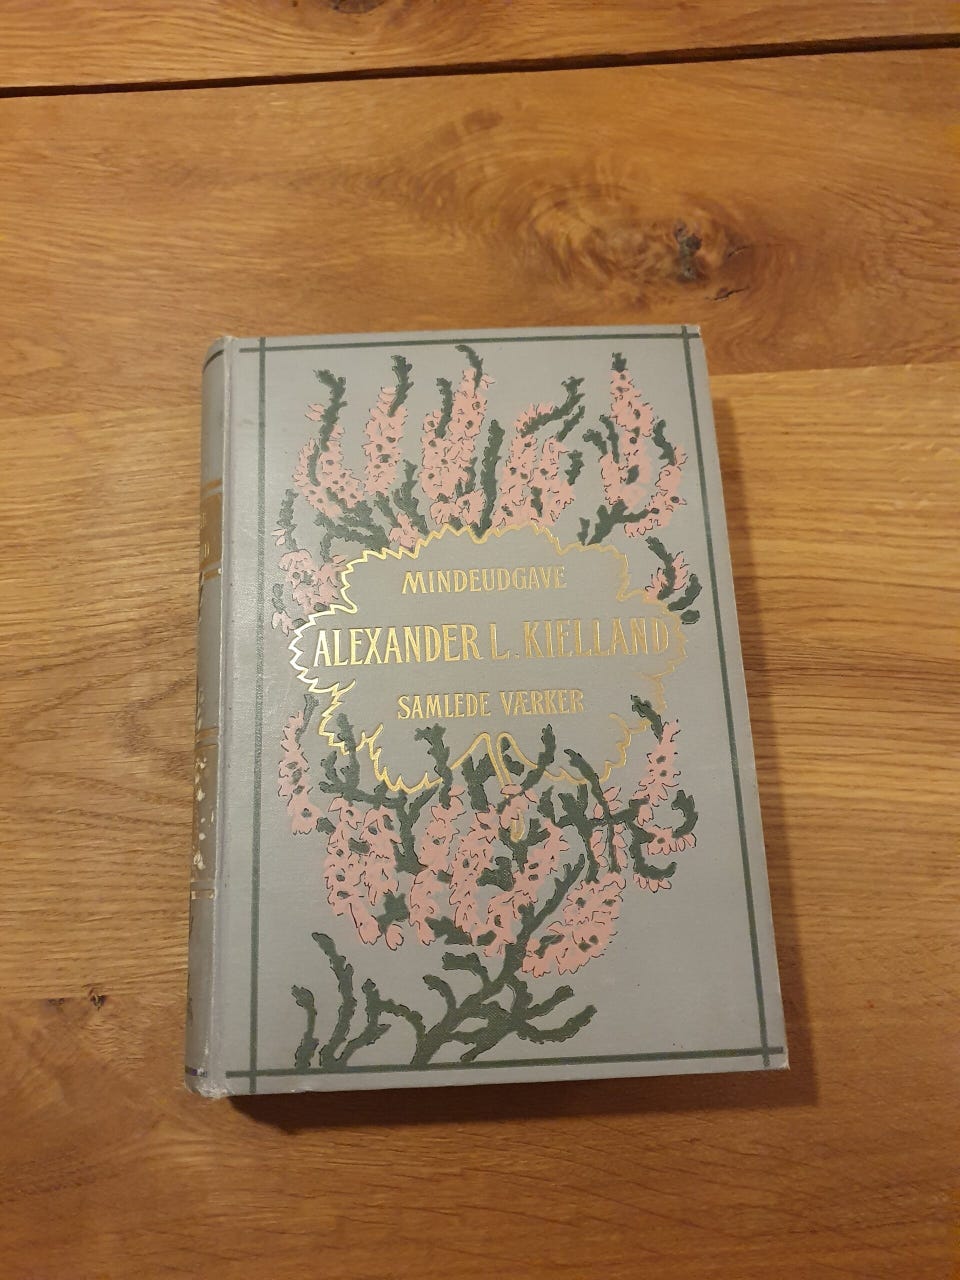 MINDEUDGAVE
ALEXANDER L. KIELLAND
SAMLEDE VÆRKER